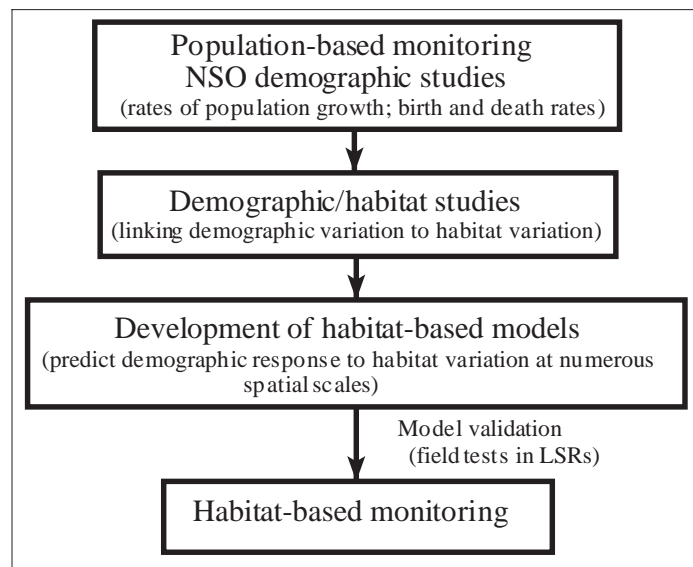 Population-based monitoring
NSO demographic studies
(rates of population growth; birth and death rates)
Demographic/habitat studies
(linking demographic variation to habitat variation)
Development of habitat-based models
(predict demographic response to habitat variation at numerous
spatial scales)
Model validation
(field tests in LSRs)
Habitat-based monitoring